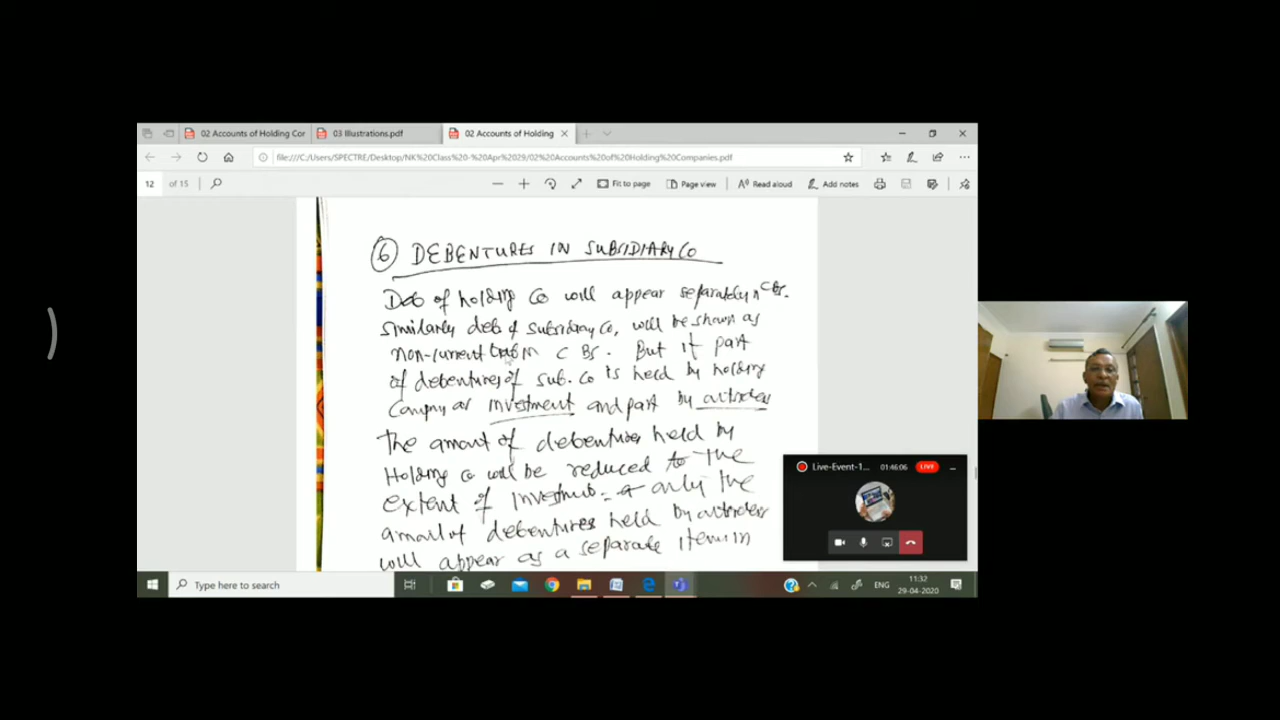 02 Accounts of Holding Cor
03 Illustrations.pdf
02 Accounts of Holding
file:///C:/Users/SPECTRE/Desktop/NK%20Class%20-%20Apr%2029/02%20Accounts%20of%20Holding%20Companies.pdf
12 of 15
Fit to page
Page view
Read aloud
Add notes
6 DEBENTURES IN SUBSIDIARY CO
Deb of holding Co will appear separately in CBs.
Similarly deb of subsidiary Co, will be shown as
non-current in C Bs. But if part
of debentures of sub. Co is held by holding
Company as investment and part by outsiders
The amount of debentures held by
Holding Co will be reduced to the
extent of only the
amount of debentures held by outsiders
will appear as a separate item in
Live-Event-1...
01:46:06
LIVE
Type here to search
ENG
11:32
29-04-2020